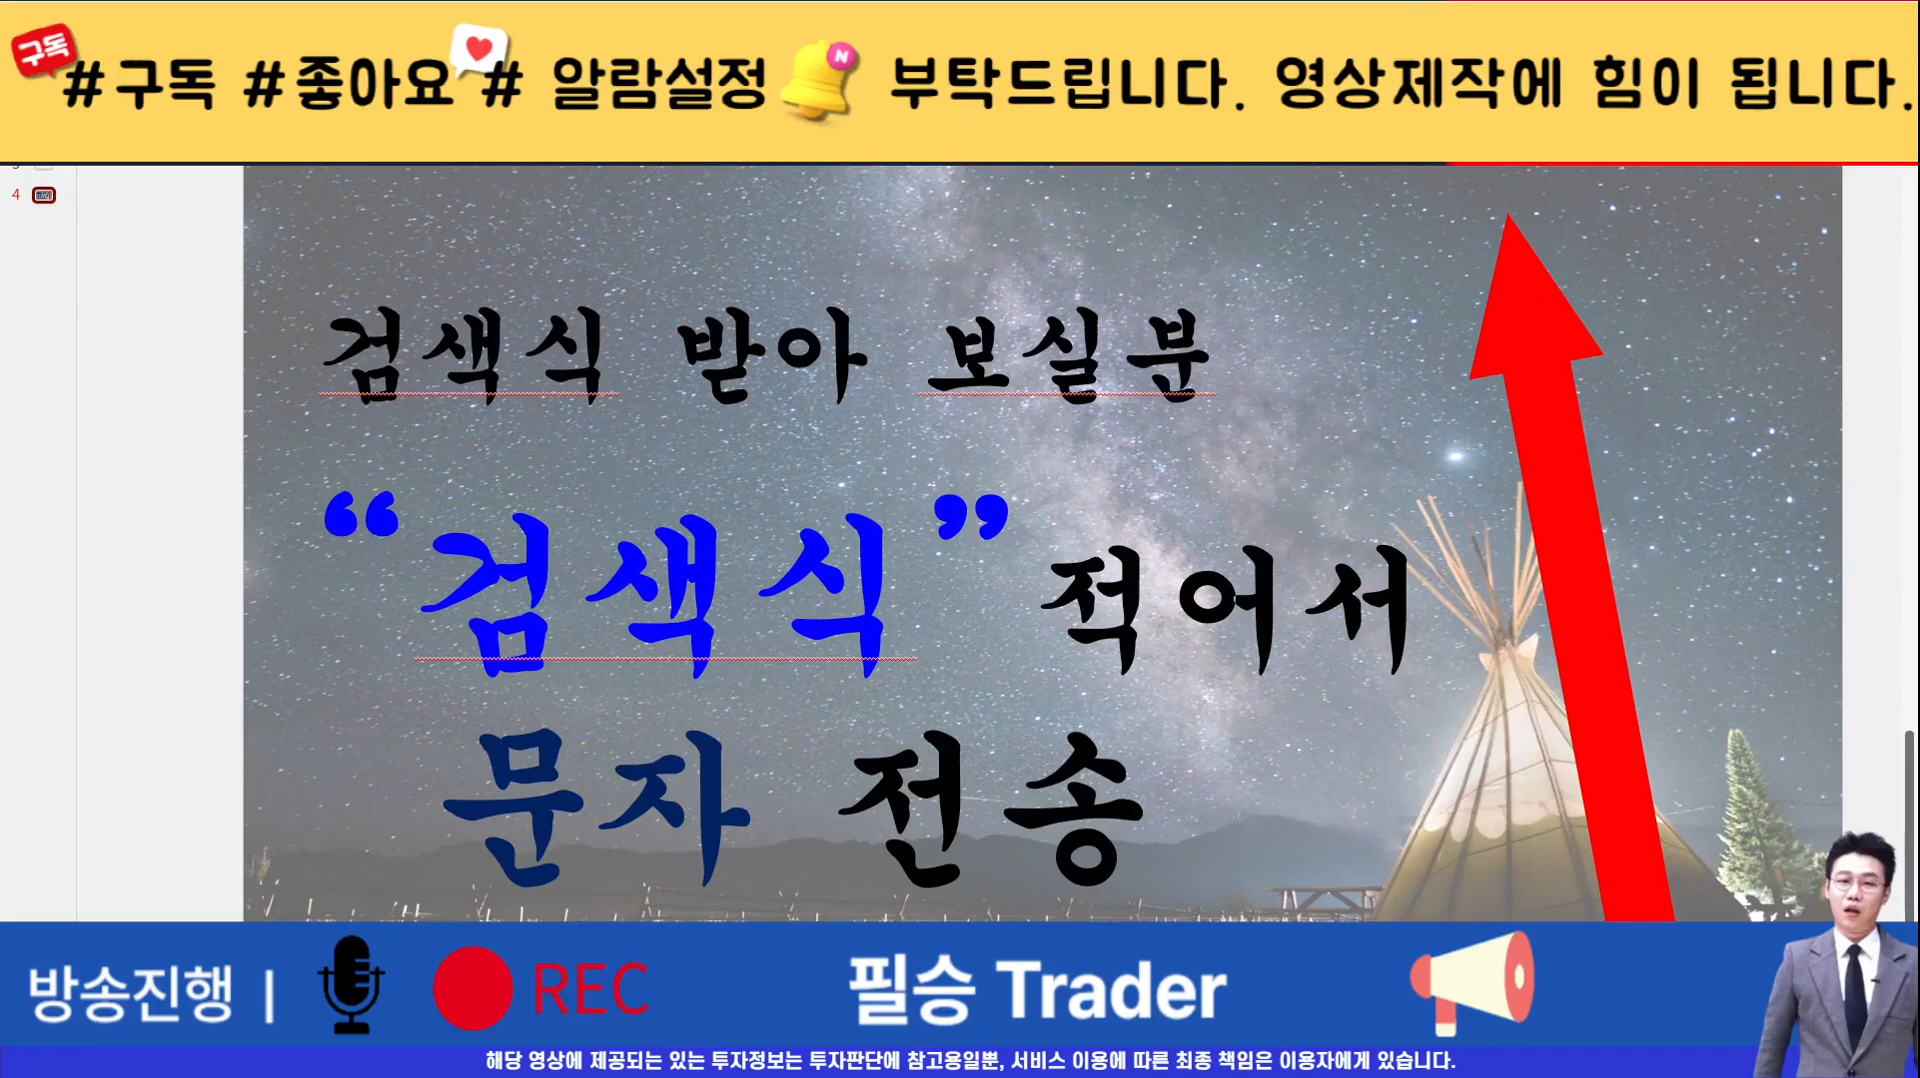 구독
#구독 #좋아요 # 알람설정 N 부탁드립니다. 영상제작에 힘이 됩니다.
4
검색식 받아 보실분
“검색식” 적어서
문자 전송
방송진행 | REC 필승 Trader
해당 영상에 제공되는 있는 투자정보는 투자판단에 참고용일뿐, 서비스 이용에 따른 최종 책임은 이용자에게 있습니다.